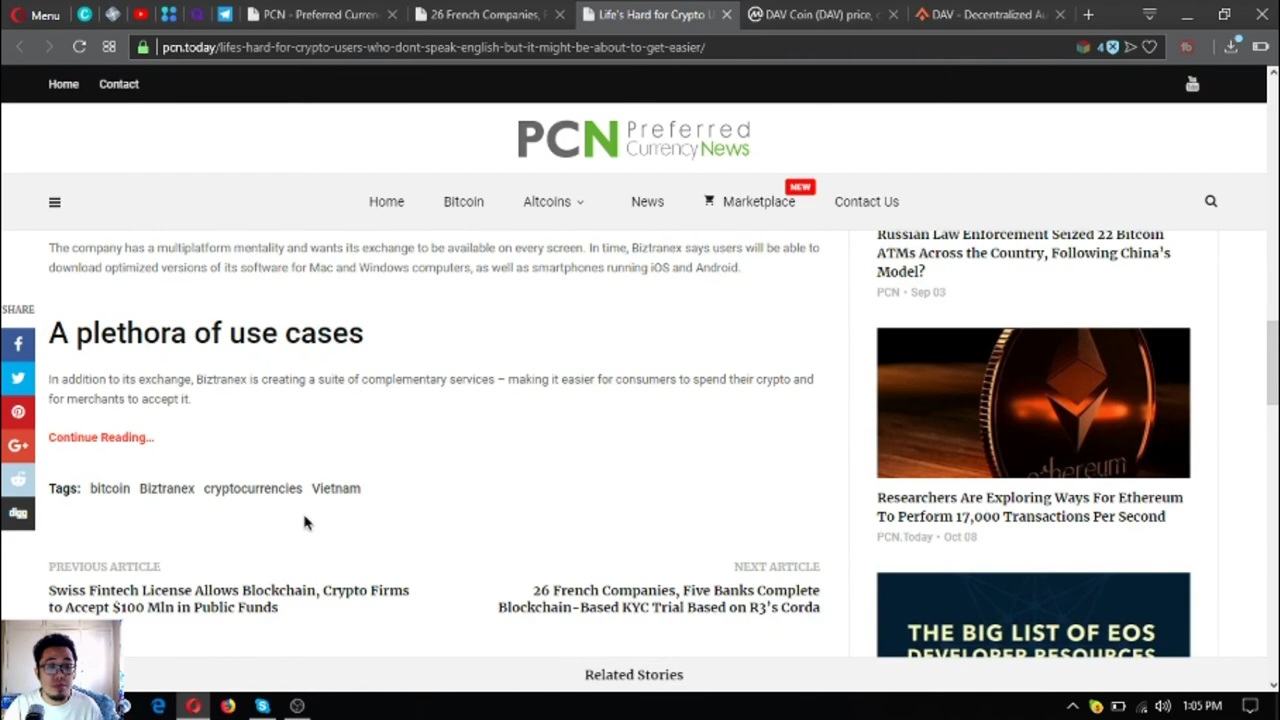 Menu
PCN - Preferred Curren
26 French Companies, F
Life's Hard for Crypto U
DAV Coin (DAV) price, c
DAV - Decentralized Au
pcn.today/lifes-hard-for-crypto-users-who-dont-speak-english-but-it-might-be-about-to-get-easier/
4
Home Contact
PCN Preferred
CurrencyNews
NEW
Home Bitcoin Altcoins News Marketplace Contact Us
The company has a multiplatform mentality and wants its exchange to be available on every screen. In time, Biztranex says users will be able to
download optimized versions of its software for Mac and Windows computers, as well as smartphones running iOS and Android.
SHARE
A plethora of use cases
In addition to its exchange, Biztranex is creating a suite of complementary services – making it easier for consumers to spend their crypto and
for merchants to accept it.
Continue Reading...
Tags: bitcoin Biztranex cryptocurrencies Vietnam
digg
PREVIOUS ARTICLE
Swiss Fintech License Allows Blockchain, Crypto Firms
to Accept $100 Mln in Public Funds
NEXT ARTICLE
26 French Companies, Five Banks Complete
Blockchain-Based KYC Trial Based on R3's Corda
Related Stories
Russian Law Enforcement Seized 22 Bitcoin
ATMs Across the Country, Following China's
Model?
PCN • Sep 03
ethereum
Researchers Are Exploring Ways For Ethereum
To Perform 17,000 Transactions Per Second
PCN.Today • Oct 08
THE BIG LIST OF EOS
DEVELOPER RESOURCES
1:05 PM